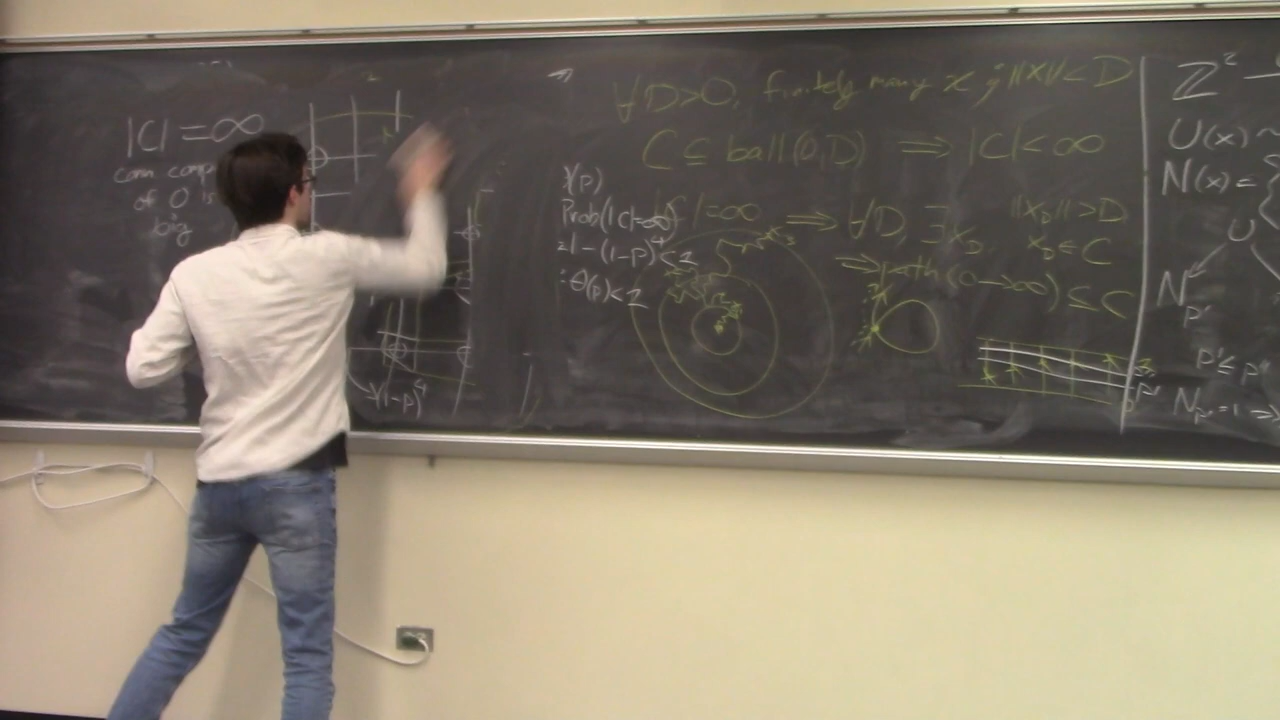 |C| = ∞
conn comp
of 0 is
big
(1-p)⁴
∀D>0, finitely many x ; ||x||<D
C ⊆ ball(0,D) ⟹ |C|<∞
Prob(|C|=∞)
=1-(1-p)⁴<1
∴θ(p)<1
|=∞ ⟹ ∀D, ∃x_D, ||x_D||>D
x_D ∈ C
⟹ path(0→∞) ⊆ C
ℤ²
U(x) ~
N(x) = {
U
N
p'
p' ≤ p''
N_p' = 1 ⟹